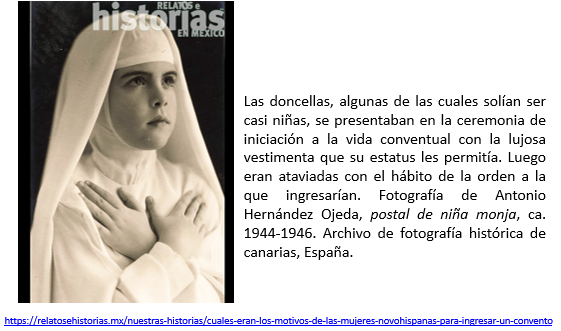 RELATOS E
historias
EN MÉXICO
Las doncellas, algunas de las cuales solían ser
casi niñas, se presentaban en la ceremonia de
iniciación a la vida conventual con la lujosa
vestimenta que su estatus les permitía. Luego
eran ataviadas con el hábito de la orden a la
que ingresarían. Fotografía de Antonio
Hernández Ojeda, postal de niña monja, ca.
1944-1946. Archivo de fotografía histórica de
canarias, España.
https://relatosehistorias.mx/nuestras-historias/cuales-eran-los-motivos-de-las-mujeres-novohispanas-para-ingresar-un-convento